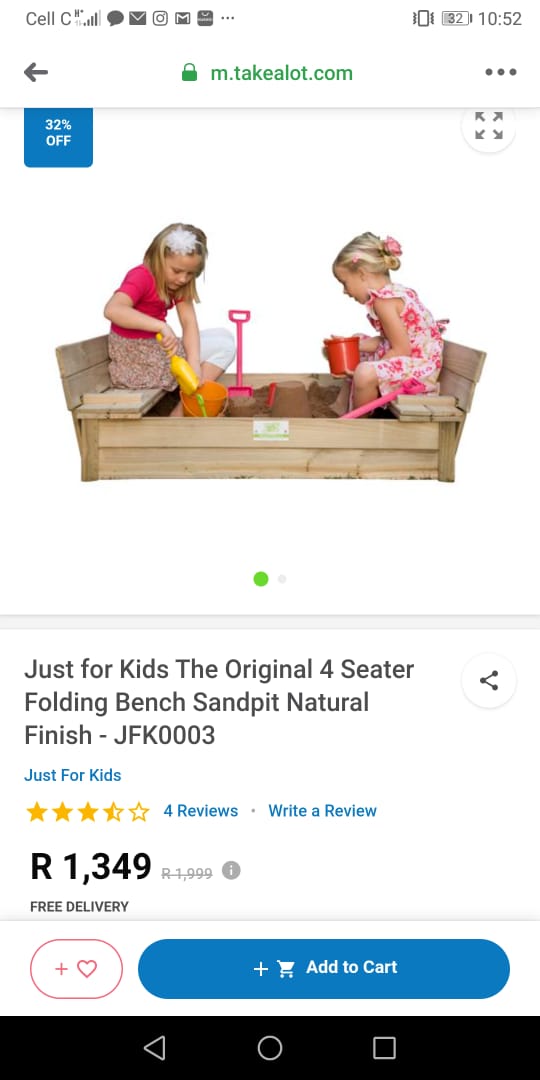 Cell C H+ 32 10:52
m.takealot.com
32%
OFF
Just for Kids The Original 4 Seater
Folding Bench Sandpit Natural
Finish - JFK0003
Just For Kids
4 Reviews • Write a Review
R 1,349 R 1,999
FREE DELIVERY
+ Add to Cart